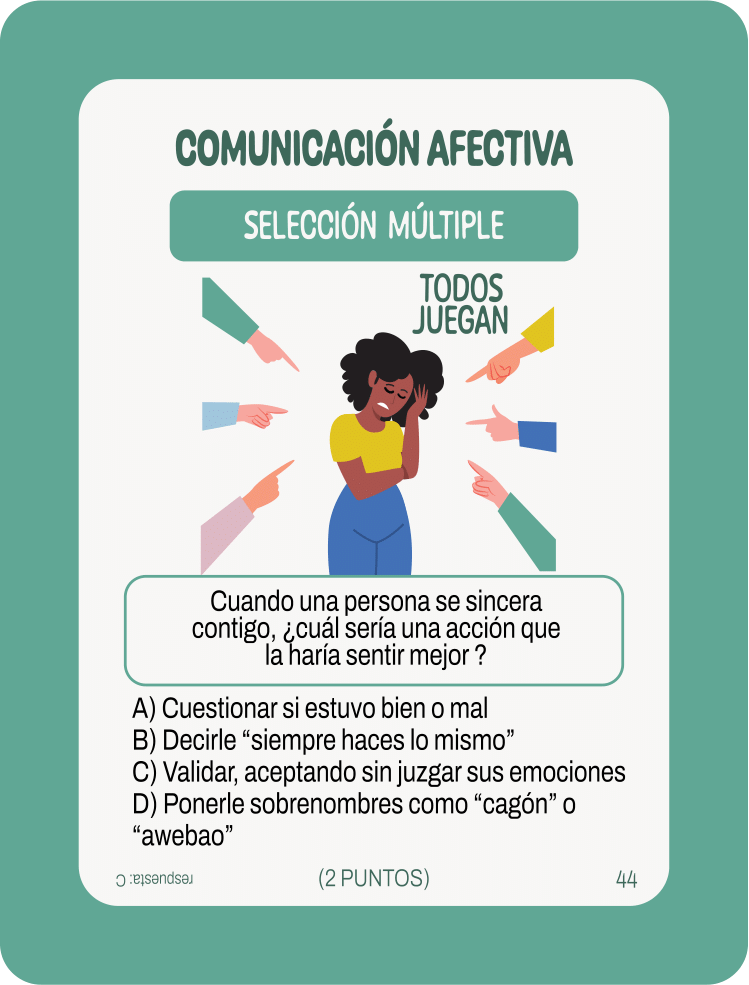 COMUNICACIÓN AFECTIVA
SELECCIÓN MÚLTIPLE
TODOS
JUEGAN
Cuando una persona se sincera
contigo, ¿cuál sería una acción que
la haría sentir mejor ?
A) Cuestionar si estuvo bien o mal
B) Decirle “siempre haces lo mismo”
C) Validar, aceptando sin juzgar sus emociones
D) Ponerle sobrenombres como “cagón” o
“awebao”
respuesta: C
(2 PUNTOS)
44